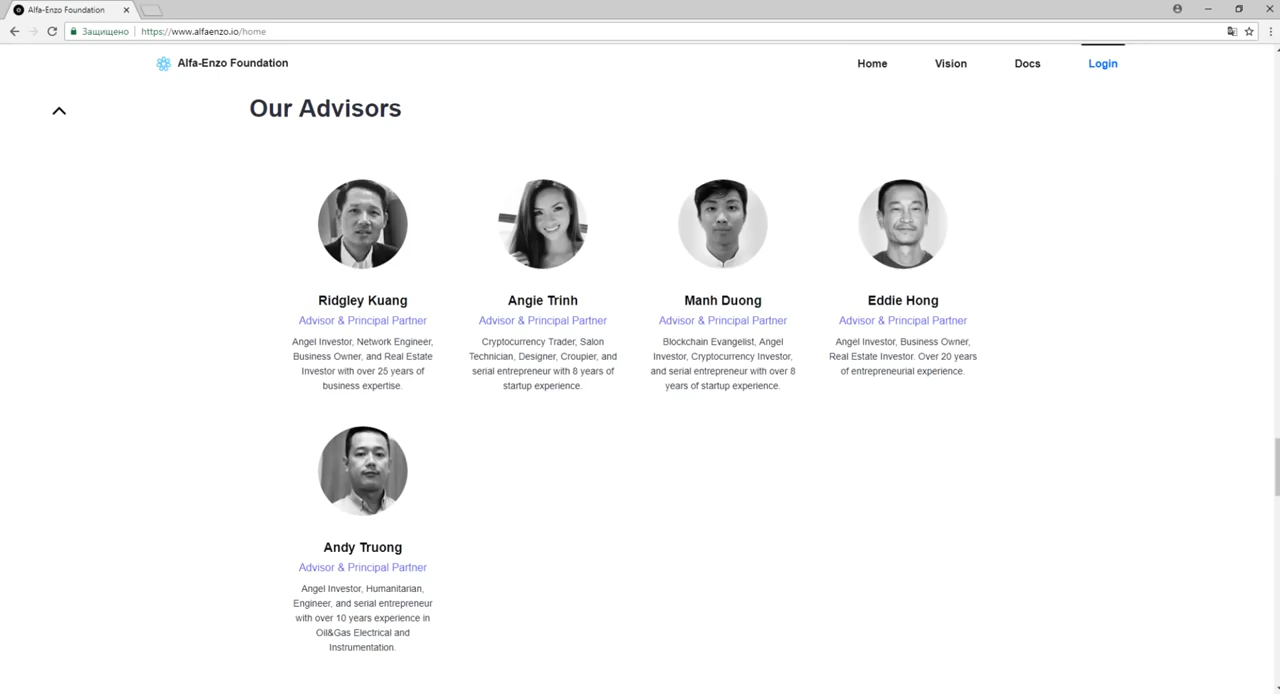 Alfa-Enzo Foundation
Защищено https://www.alfaenzo.io/home
Alfa-Enzo Foundation Home Vision Docs Login
Our Advisors
Ridgley Kuang
Advisor & Principal Partner
Angel Investor, Network Engineer,
Business Owner, and Real Estate
Investor with over 25 years of
business expertise.
Angie Trinh
Advisor & Principal Partner
Cryptocurrency Trader, Salon
Technician, Designer, Croupier, and
serial entrepreneur with 8 years of
startup experience.
Manh Duong
Advisor & Principal Partner
Blockchain Evangelist, Angel
Investor, Cryptocurrency Investor,
and serial entrepreneur with over 8
years of startup experience.
Eddie Hong
Advisor & Principal Partner
Angel Investor, Business Owner,
Real Estate Investor. Over 20 years
of entrepreneurial experience.
Andy Truong
Advisor & Principal Partner
Angel Investor, Humanitarian,
Engineer, and serial entrepreneur
with over 10 years experience in
Oil&Gas Electrical and
Instrumentation.